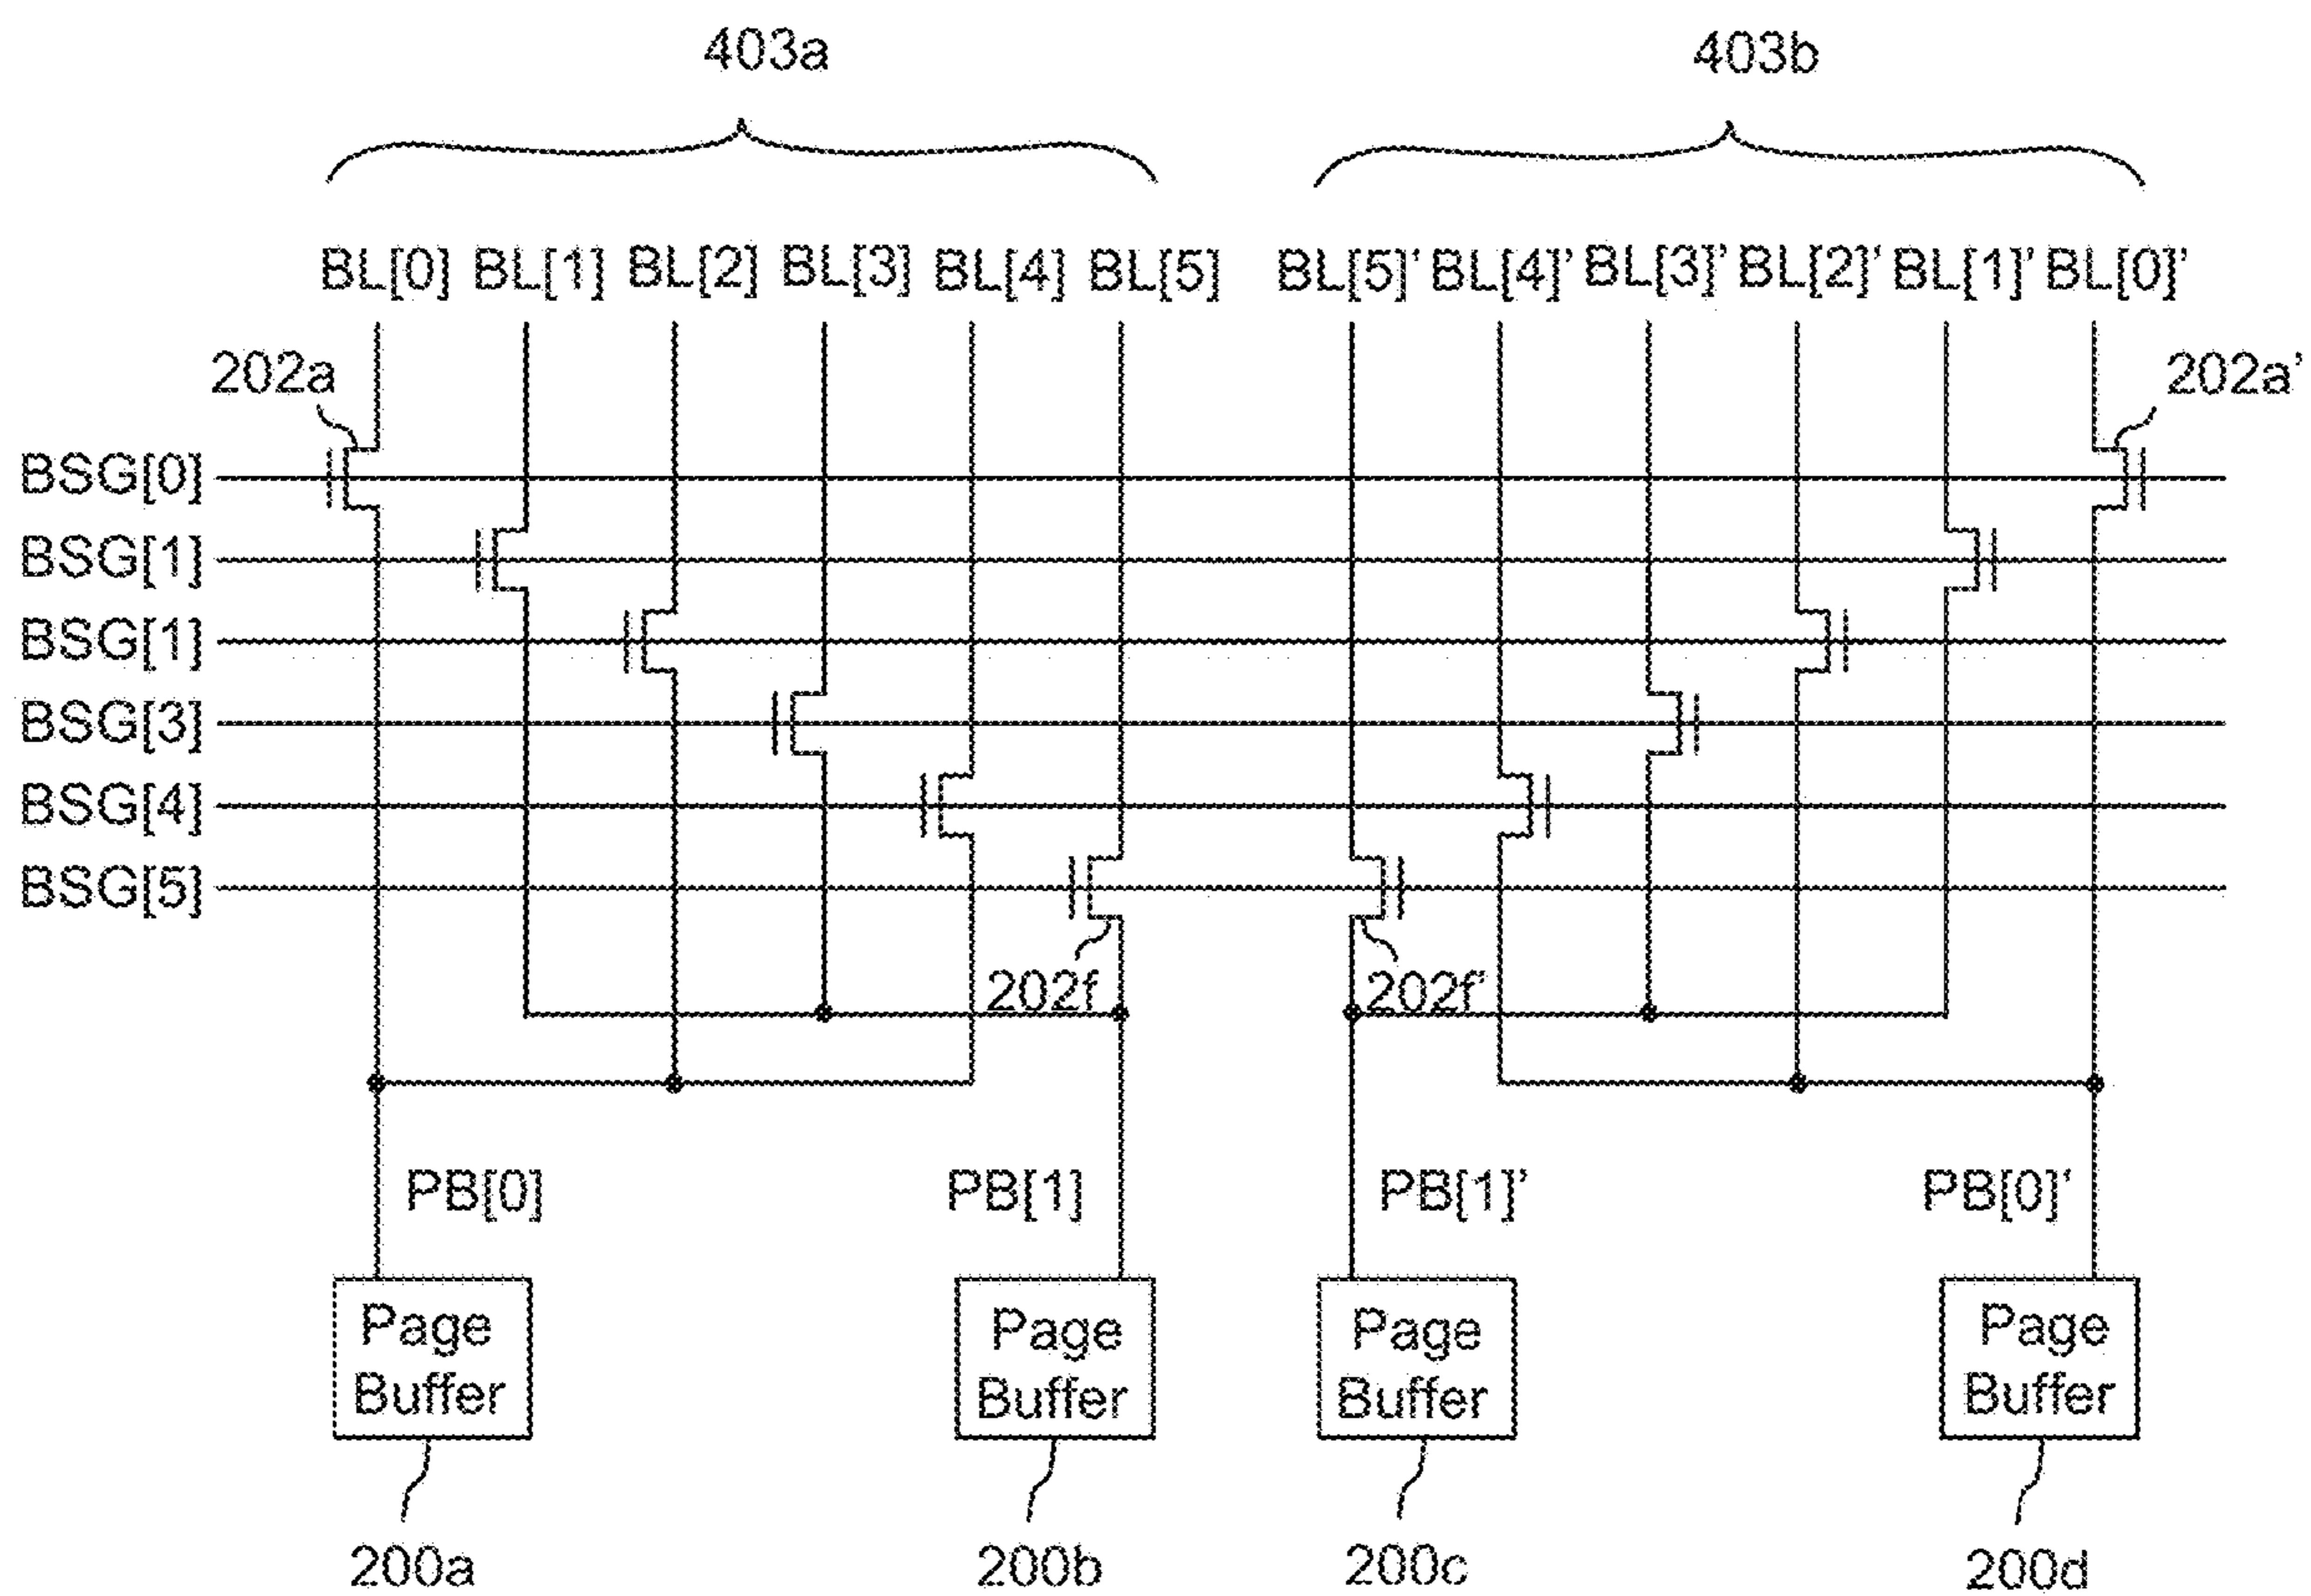 403a 403b
BL[0] BL[1] BL[2] BL[3] BL[4] BL[5] BL[5]' BL[4]' BL[3]' BL[2]' BL[1]' BL[0]'
202a 202a'
BSG[0]
BSG[1]
BSG[1]
BSG[3]
BSG[4]
BSG[5]
202f 202f'
PB[0] PB[1] PB[1]' PB[0]'
Page Page Page Page
Buffer Buffer Buffer Buffer
200a 200b 200c 200d